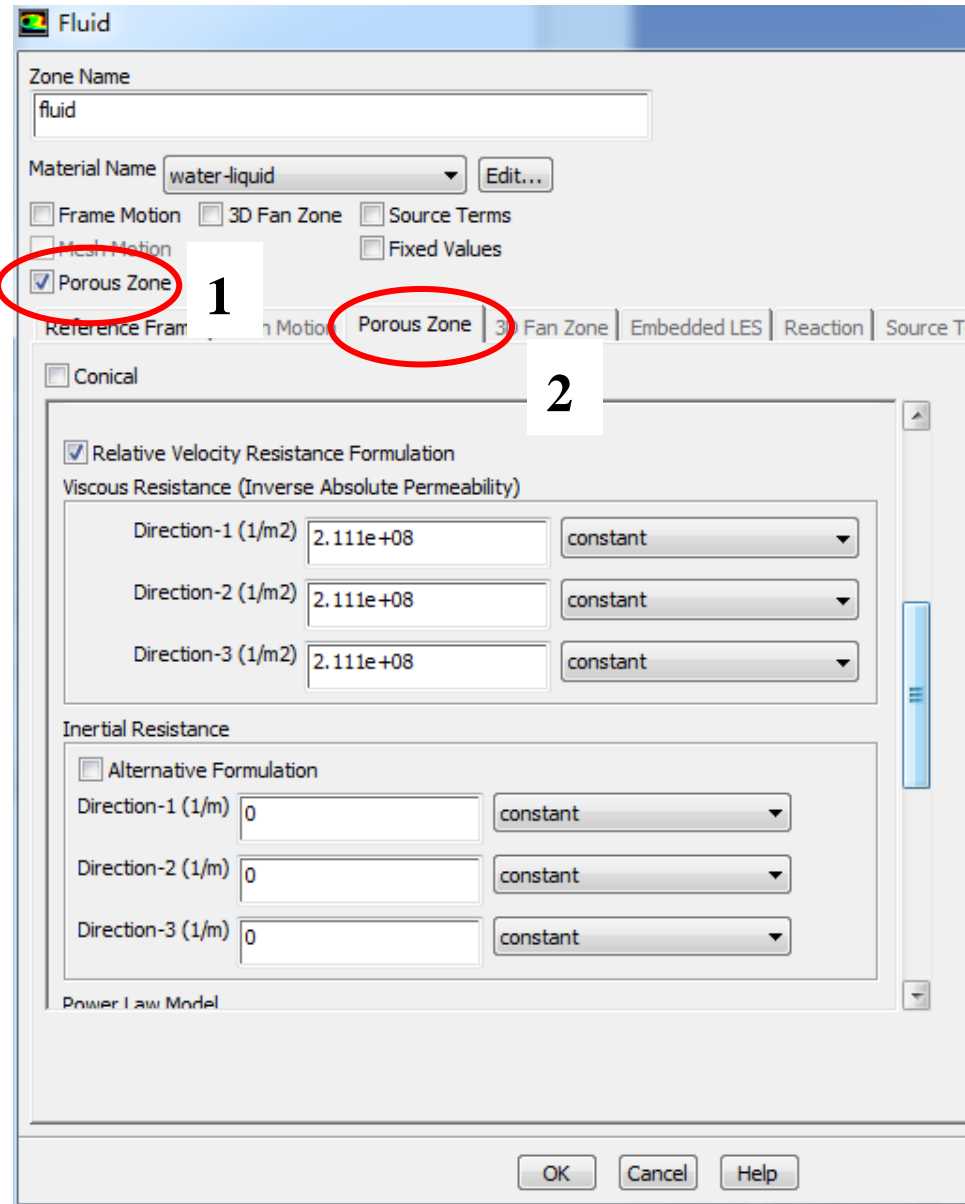 Fluid
Zone Name
fluid
Material Name water-liquid Edit...
Frame Motion 3D Fan Zone Source Terms
Mesh Motion Fixed Values
Porous Zone
1
Reference Fram n Motion Porous Zone 3D Fan Zone Embedded LES Reaction Source T
2
Conical
Relative Velocity Resistance Formulation
Viscous Resistance (Inverse Absolute Permeability)
Direction-1 (1/m2) 2.111e+08 constant
Direction-2 (1/m2) 2.111e+08 constant
Direction-3 (1/m2) 2.111e+08 constant
Inertial Resistance
Alternative Formulation
Direction-1 (1/m) 0 constant
Direction-2 (1/m) 0 constant
Direction-3 (1/m) 0 constant
Power Law Model
OK Cancel Help